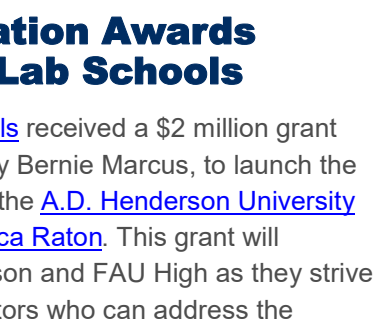 ation Awards
Lab Schools
ls received a $2 million grant
y Bernie Marcus, to launch the
the A.D. Henderson University
ca Raton. This grant will
son and FAU High as they strive
tors who can address the